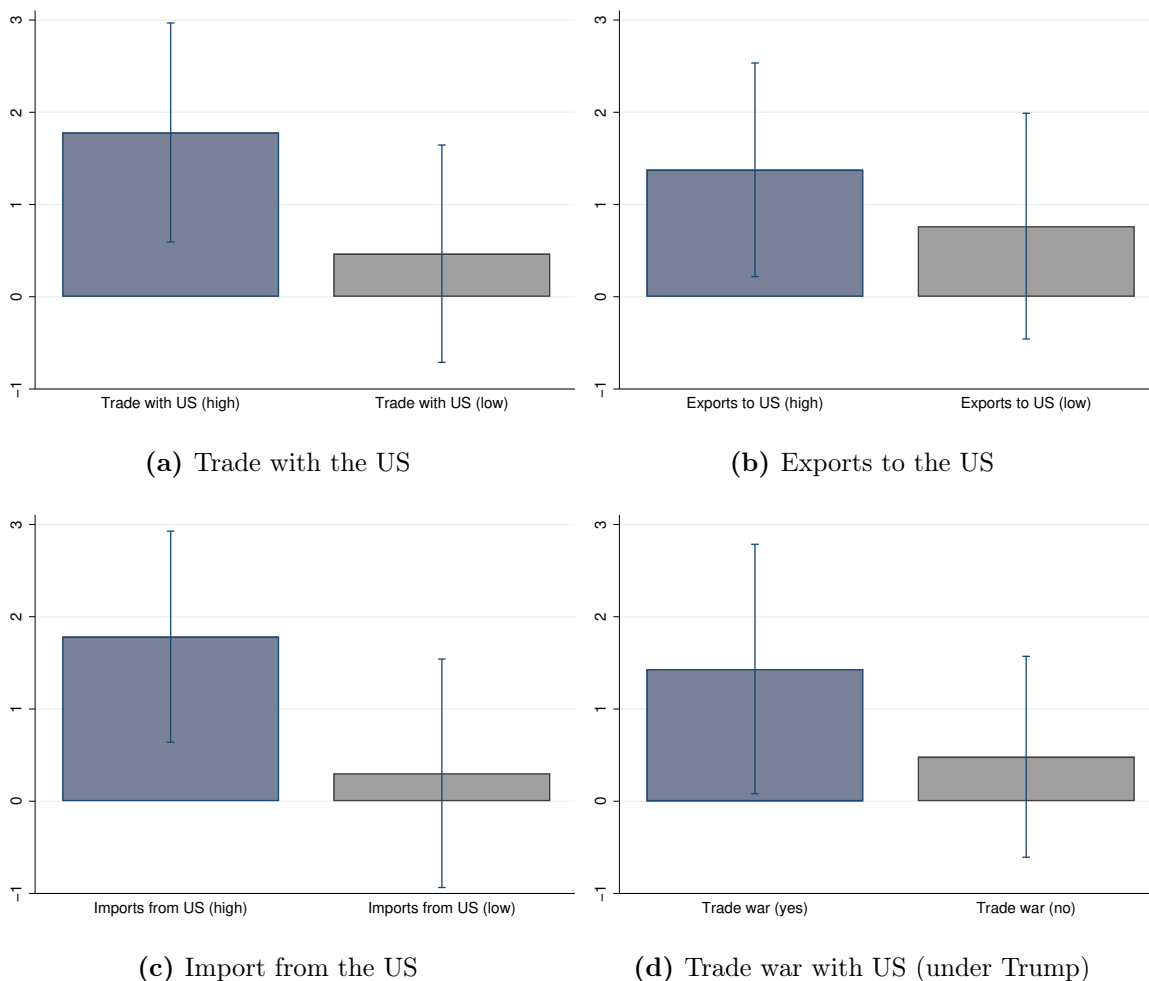 3
2
1
0
−1
Trade with US (high) Trade with US (low)
(a) Trade with the US
3
2
1
0
−1
Exports to US (high) Exports to US (low)
(b) Exports to the US
3
2
1
0
−1
Imports from US (high) Imports from US (low)
(c) Import from the US
3
2
1
0
−1
Trade war (yes) Trade war (no)
(d) Trade war with US (under Trump)